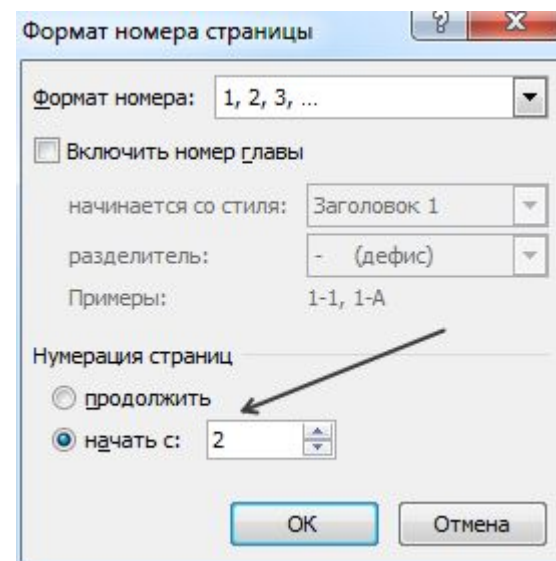 Формат номера страницы
Формат номера: 1, 2, 3, ...
Включить номер главы
начинается со стиля: Заголовок 1
разделитель: - (дефис)
Примеры: 1-1, 1-A
Нумерация страниц
продолжить
начать с: 2
ОК Отмена